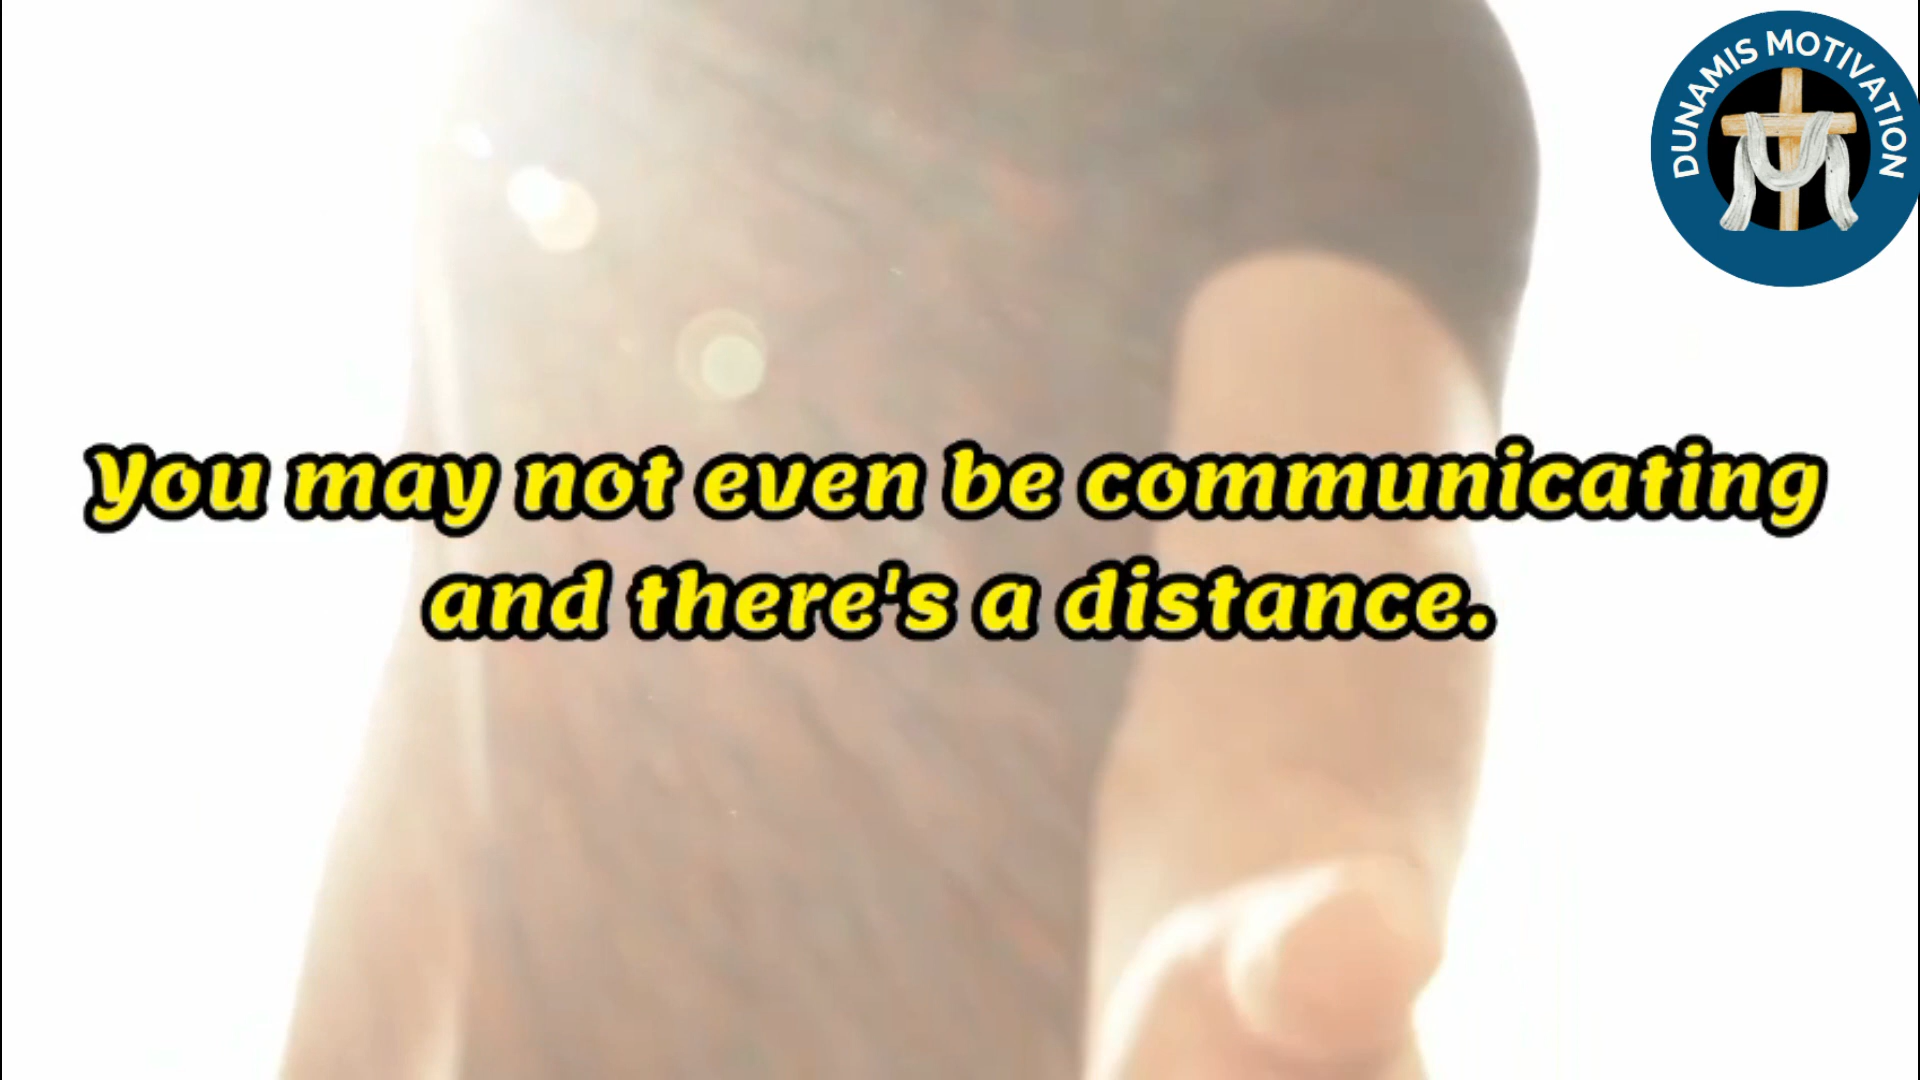 DUNAMIS MOTIVATION
You may not even be communicating
and there's a distance.